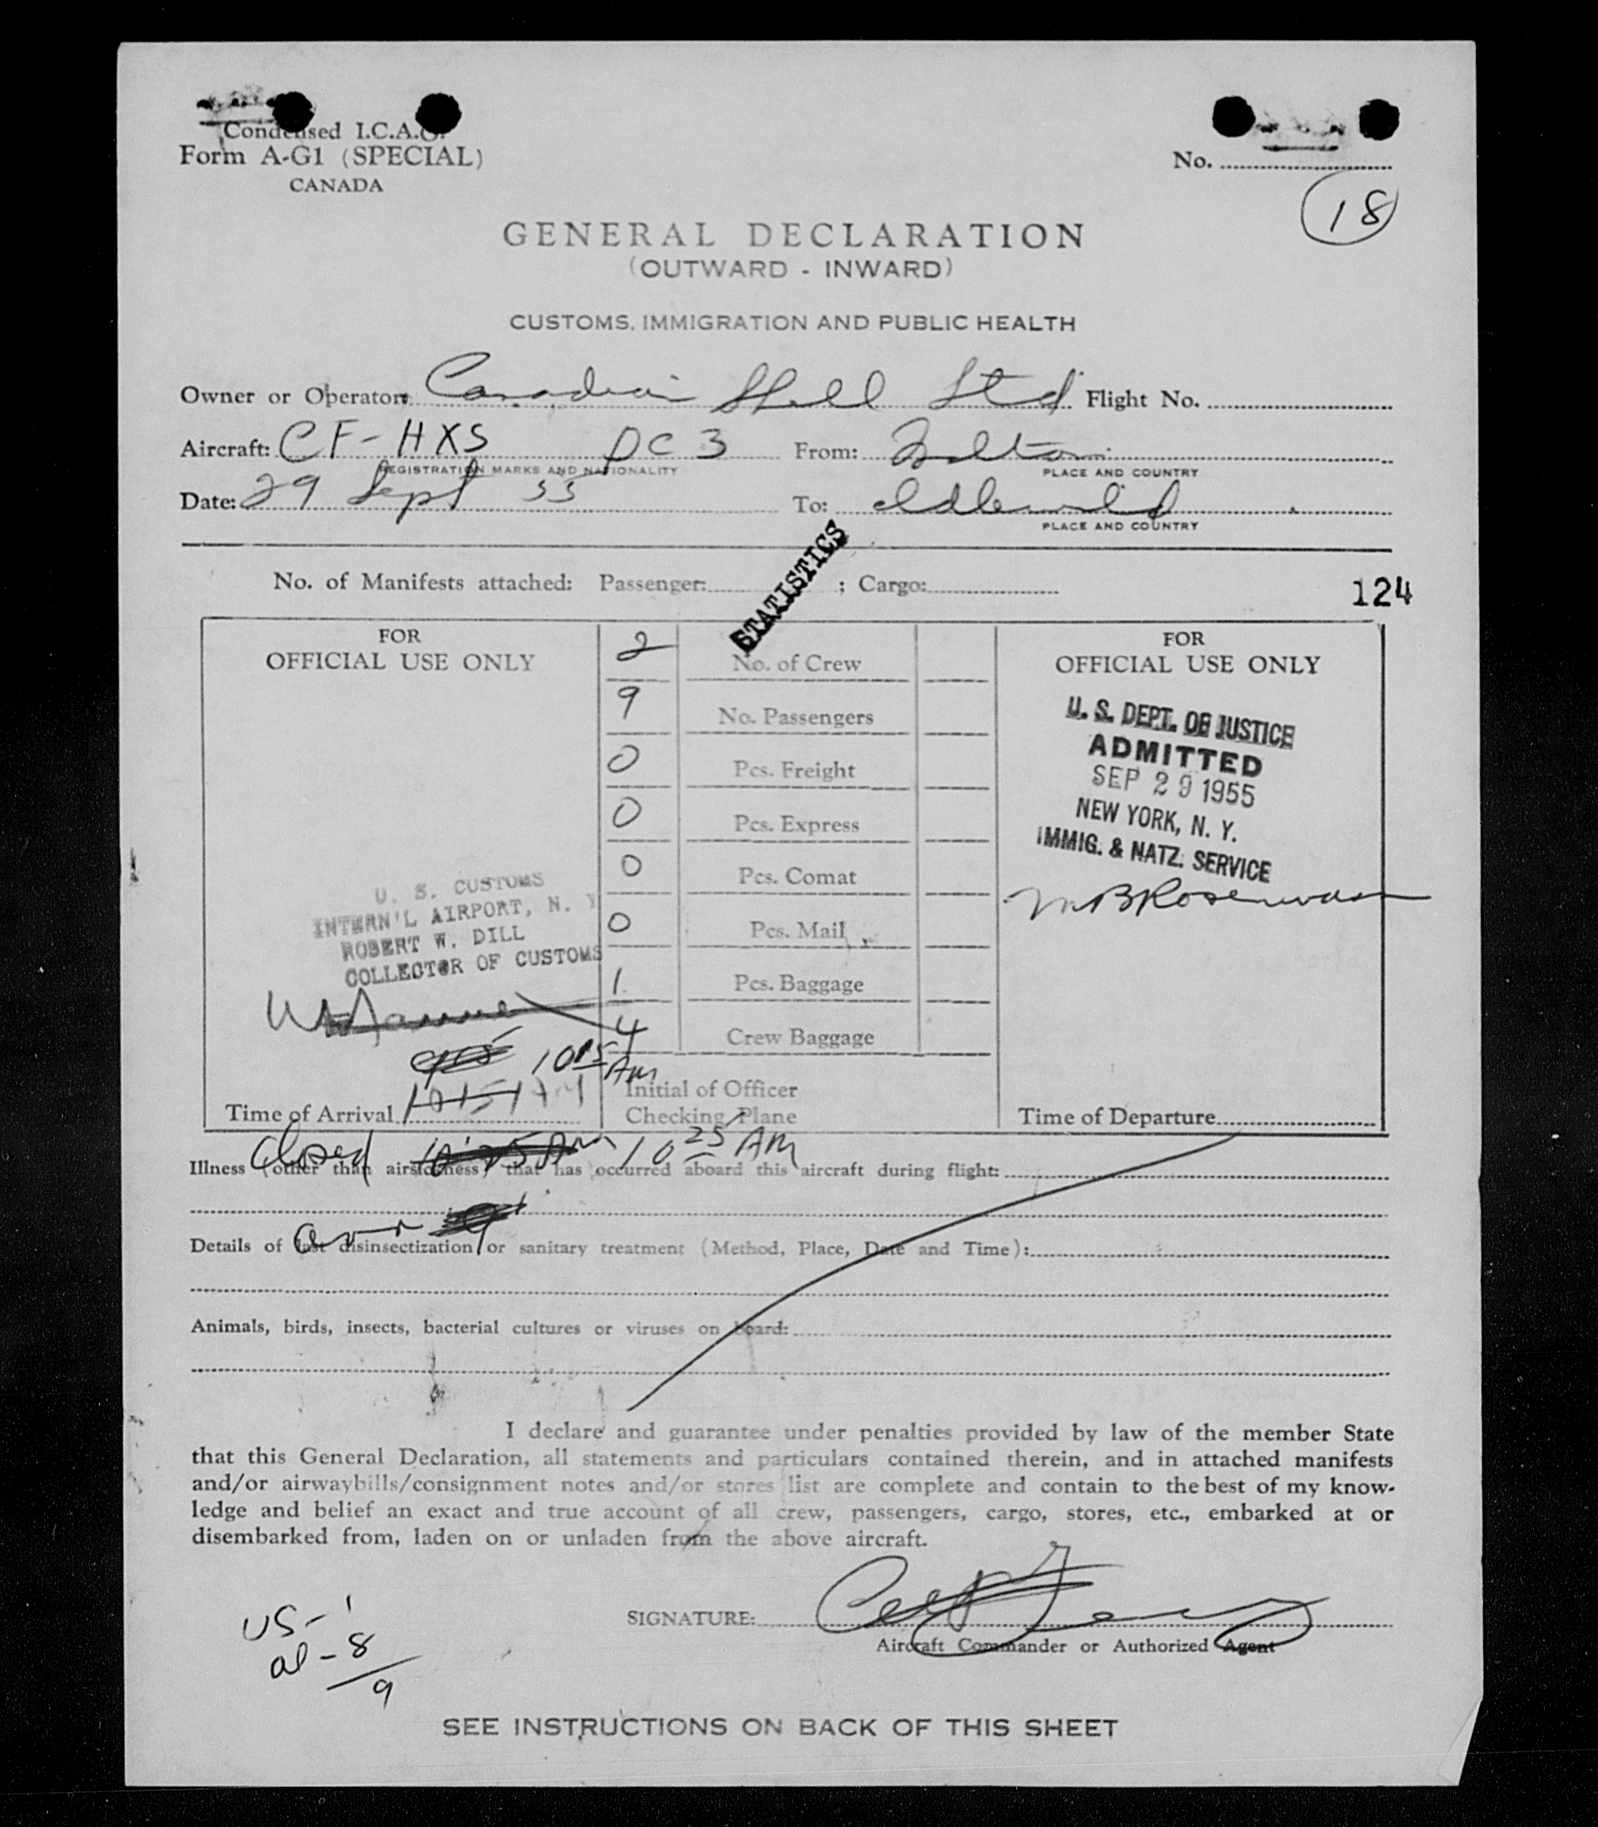 Condensed I.C.A.O.
Form A-G1 (SPECIAL)
CANADA
No.
18
GENERAL DECLARATION
(OUTWARD - INWARD)
CUSTOMS, IMMIGRATION AND PUBLIC HEALTH
Owner or Operator: Canadian Shell Ltd Flight No.
Aircraft: CF-HXS DC 3 From: Malton
REGISTRATION MARKS AND NATIONALITY PLACE AND COUNTRY
Date: 29 Sept 55 To: Idlewild
PLACE AND COUNTRY
STATISTICS
No. of Manifests attached: Passenger: ; Cargo:
124
FOR
OFFICIAL USE ONLY
2 No. of Crew
9 No. Passengers
0 Pcs. Freight
0 Pcs. Express
0 Pcs. Comat
0 Pcs. Mail
1 Pcs. Baggage
4 Crew Baggage
FOR
OFFICIAL USE ONLY
U. S. DEPT. OF JUSTICE
ADMITTED
SEP 29 1955
NEW YORK, N. Y.
IMMIG. & NATZ. SERVICE
U. S. CUSTOMS
INTERN'L AIRPORT, N. Y
ROBERT W. DILL
COLLECTOR OF CUSTOMS
1015 AM
Time of Arrival 1015 AM
Initial of Officer
Checking Plane
Time of Departure
Closed 10:25 AM 10 25 AM
Illness (other than airsickness) that has occurred aboard this aircraft during flight:
Details of last disinsectization or sanitary treatment (Method, Place, Date and Time):
Animals, birds, insects, bacterial cultures or viruses on board:
I declare and guarantee under penalties provided by law of the member State
that this General Declaration, all statements and particulars contained therein, and in attached manifests
and/or airwaybills/consignment notes and/or stores list are complete and contain to the best of my know-
ledge and belief an exact and true account of all crew, passengers, cargo, stores, etc., embarked at or
disembarked from, laden on or unladen from the above aircraft.
SIGNATURE:
Aircraft Commander or Authorized Agent
US - 1
al - 8
9
SEE INSTRUCTIONS ON BACK OF THIS SHEET